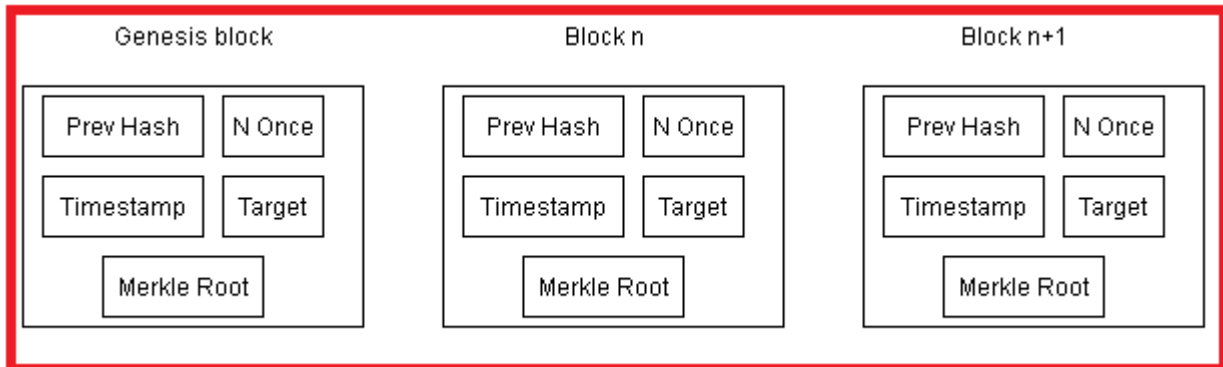 Genesis block Block n Block n+1
Prev Hash N Once Prev Hash N Once Prev Hash N Once
Timestamp Target Timestamp Target Timestamp Target
Merkle Root Merkle Root Merkle Root